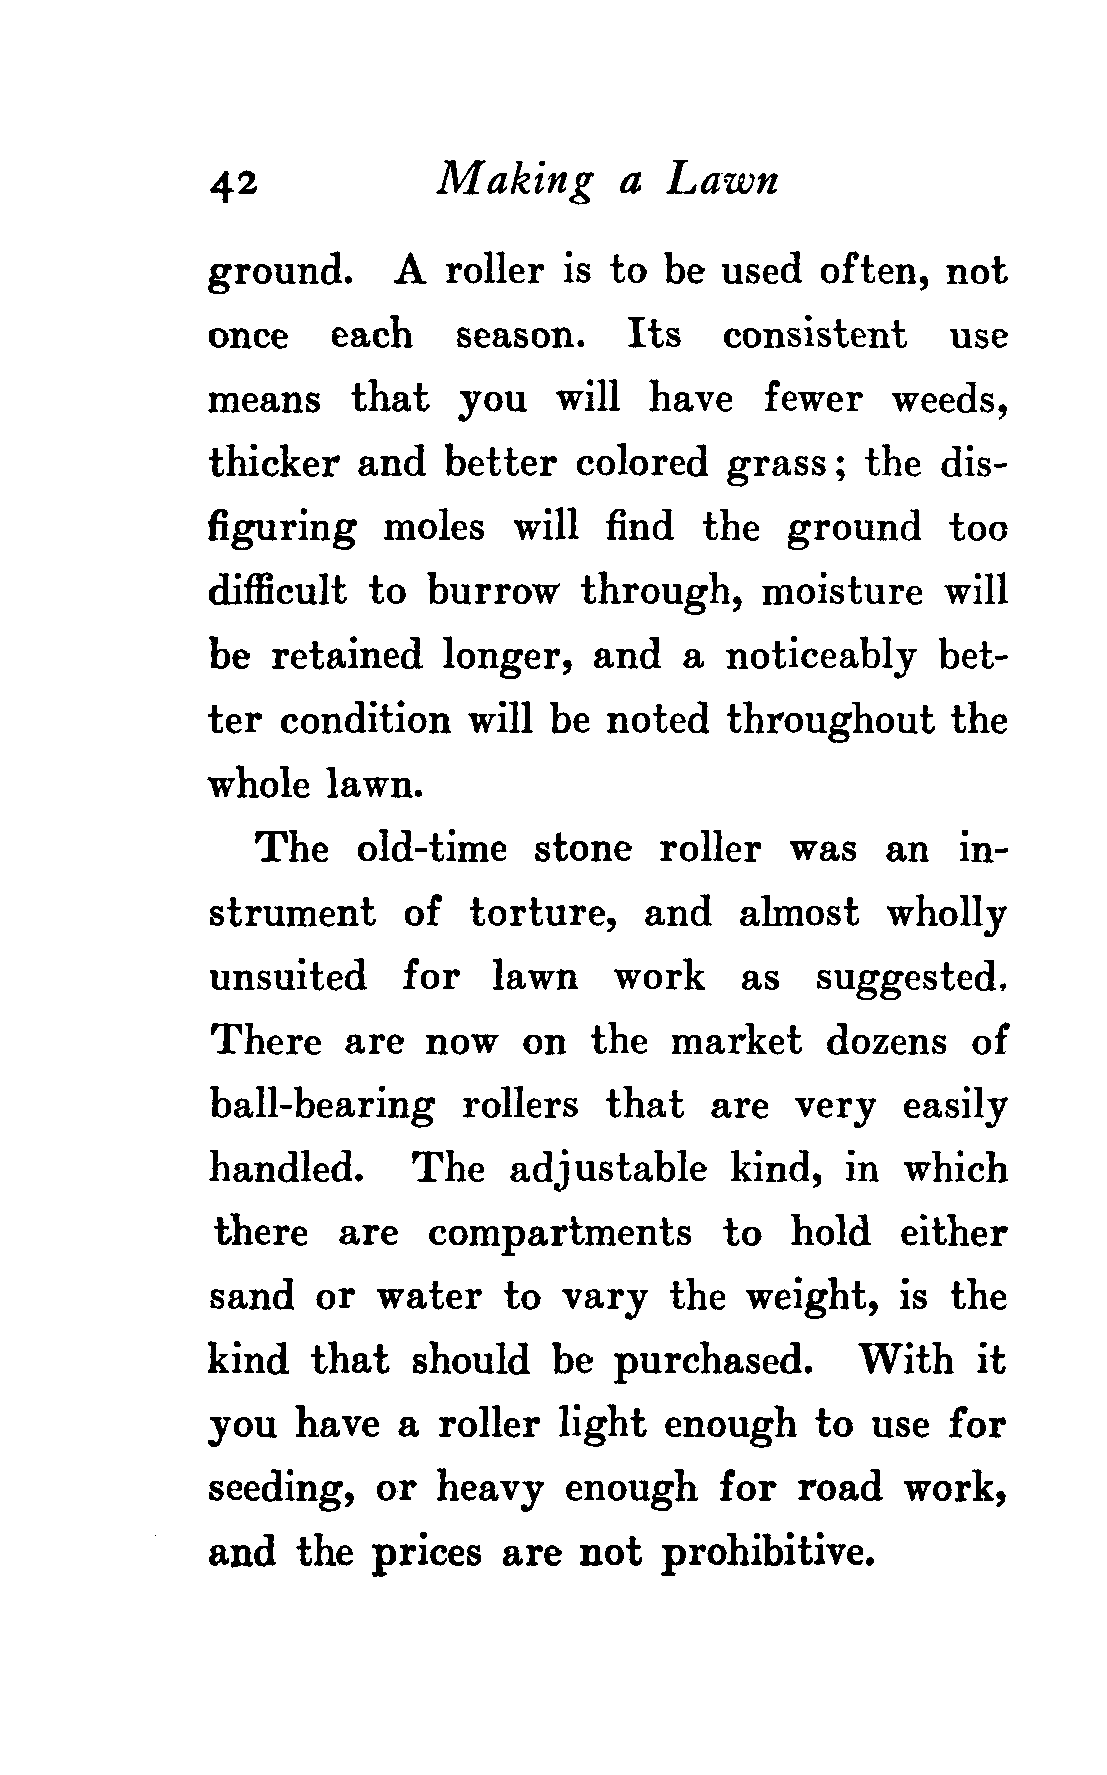 42 Making a Lawn
ground. A roller is to be used often, not
once each season. Its consistent use
means that you will have fewer weeds,
thicker and better colored grass; the dis-
figuring moles will find the ground too
difficult to burrow through, moisture will
be retained longer, and a noticeably bet-
ter condition will be noted throughout the
whole lawn.
The old-time stone roller was an in-
strument of torture, and almost wholly
unsuited for lawn work as suggested.
There are now on the market dozens of
ball-bearing rollers that are very easily
handled. The adjustable kind, in which
there are compartments to hold either
sand or water to vary the weight, is the
kind that should be purchased. With it
you have a roller light enough to use for
seeding, or heavy enough for road work,
and the prices are not prohibitive.